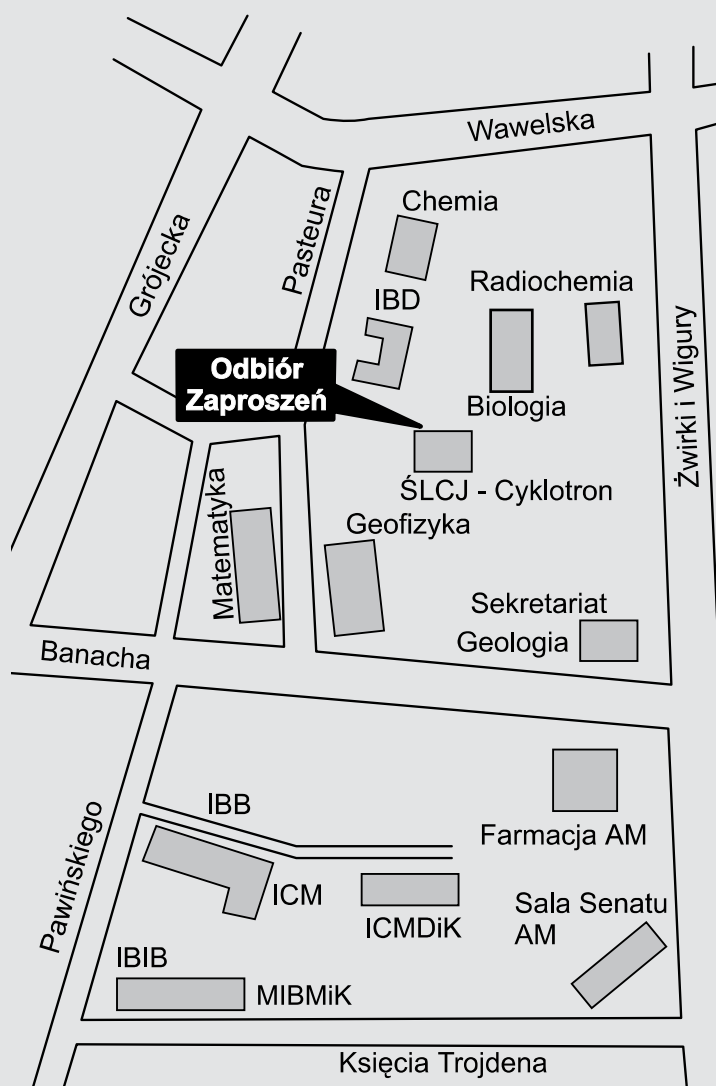 Wawelska
Grójecka
Pasteura
Chemia
IBD
Radiochemia
Żwirki i Wigury
Odbiór
Zaproszeń
Biologia
ŚLCJ - Cyklotron
Geofizyka
Matematyka
Sekretariat
Geologia
Banacha
IBB
Farmacja AM
Pawińskiego
ICM
ICMDiK
Sala Senatu
AM
IBIB
MIBMiK
Księcia Trojdena